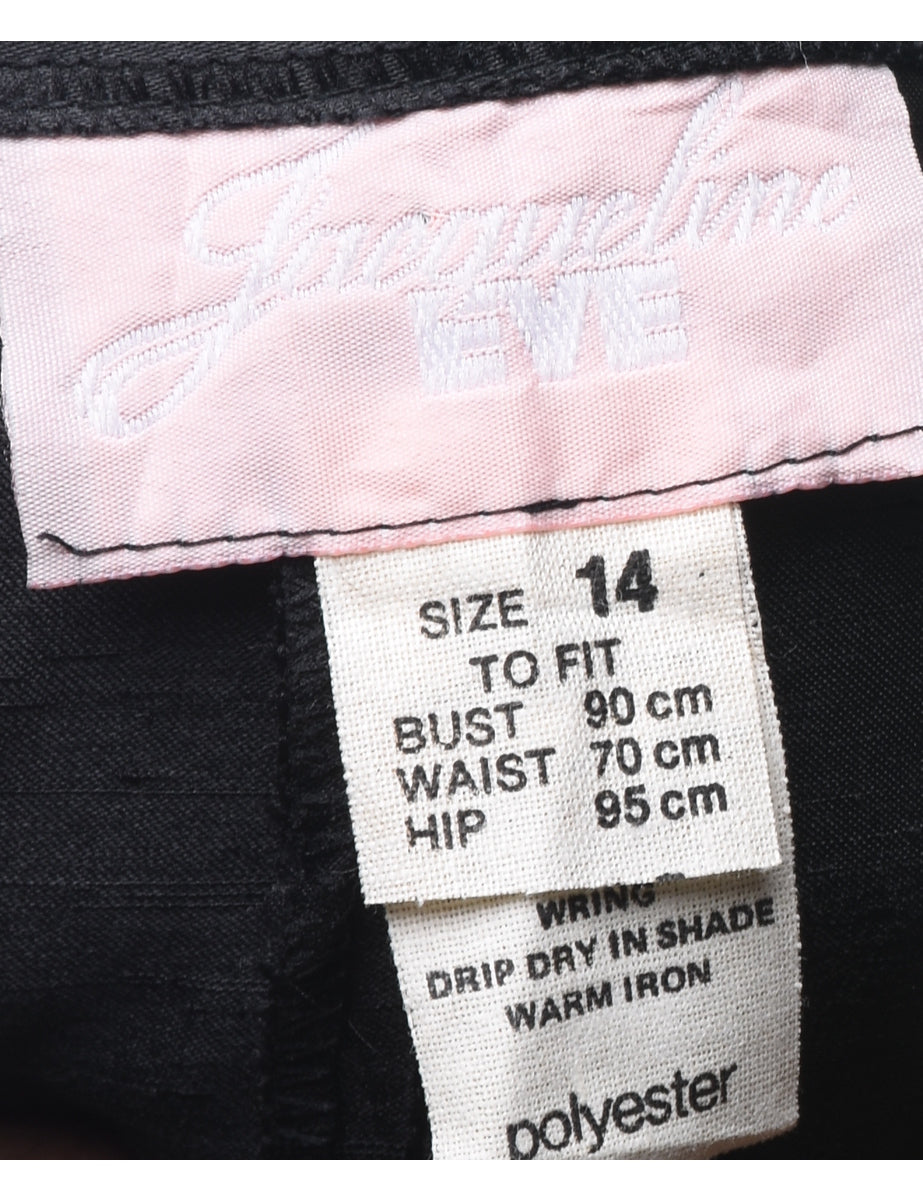 Jacqueline
EVE
SIZE 14
TO FIT
BUST 90 cm
WAIST 70 cm
HIP 95 cm
WRING
DRIP DRY IN SHADE
WARM IRON
polyester